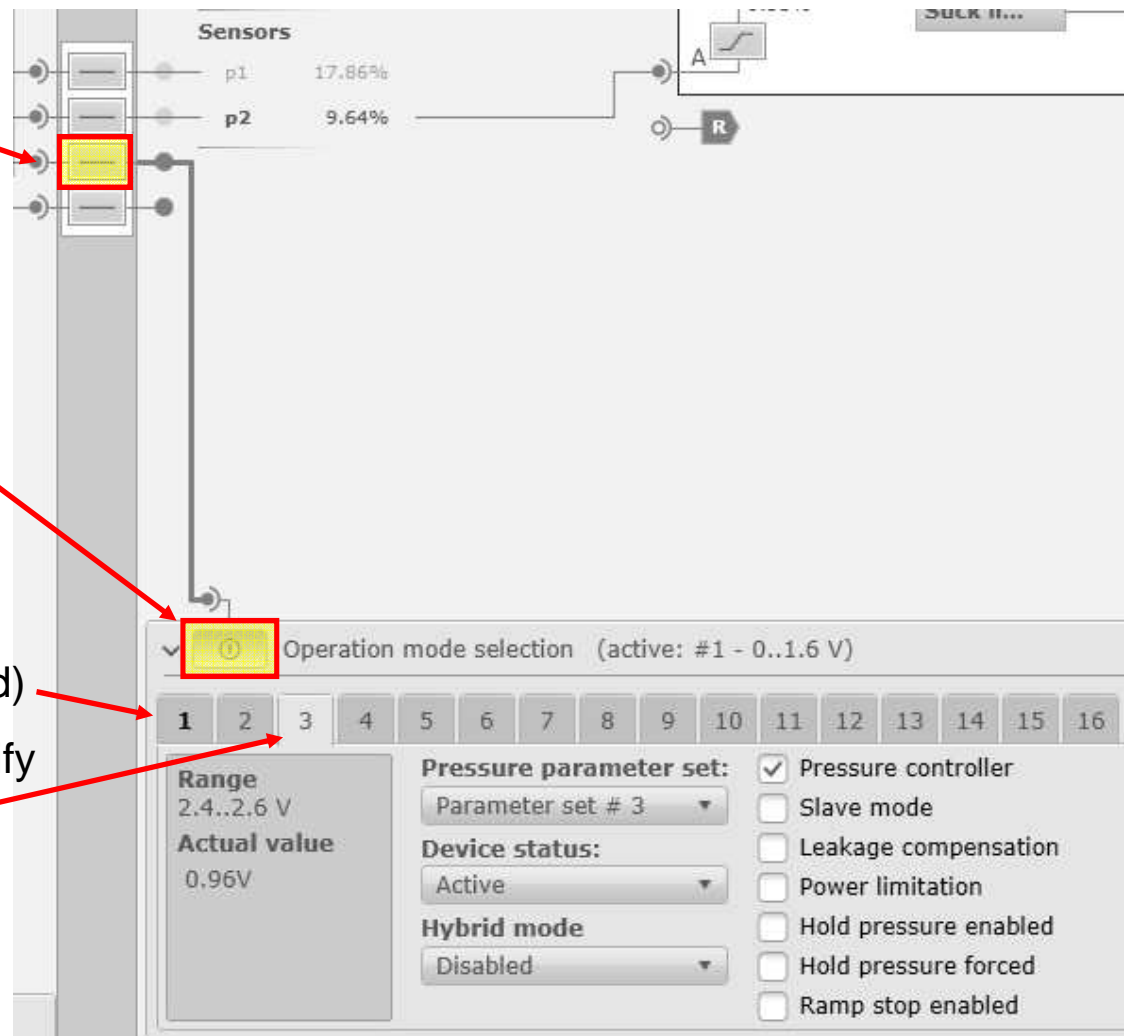 Suck li...
Sensors
A
p1 17.86%
p2 9.64%
R
Operation mode selection (active: #1 - 0..1.6 V)
d)
1 2 3 4 5 6 7 8 9 10 11 12 13 14 15 16
fy
Range
2.4..2.6 V
Actual value
0.96V
Pressure parameter set:
Parameter set # 3
Device status:
Active
Hybrid mode
Disabled
Pressure controller
Slave mode
Leakage compensation
Power limitation
Hold pressure enabled
Hold pressure forced
Ramp stop enabled